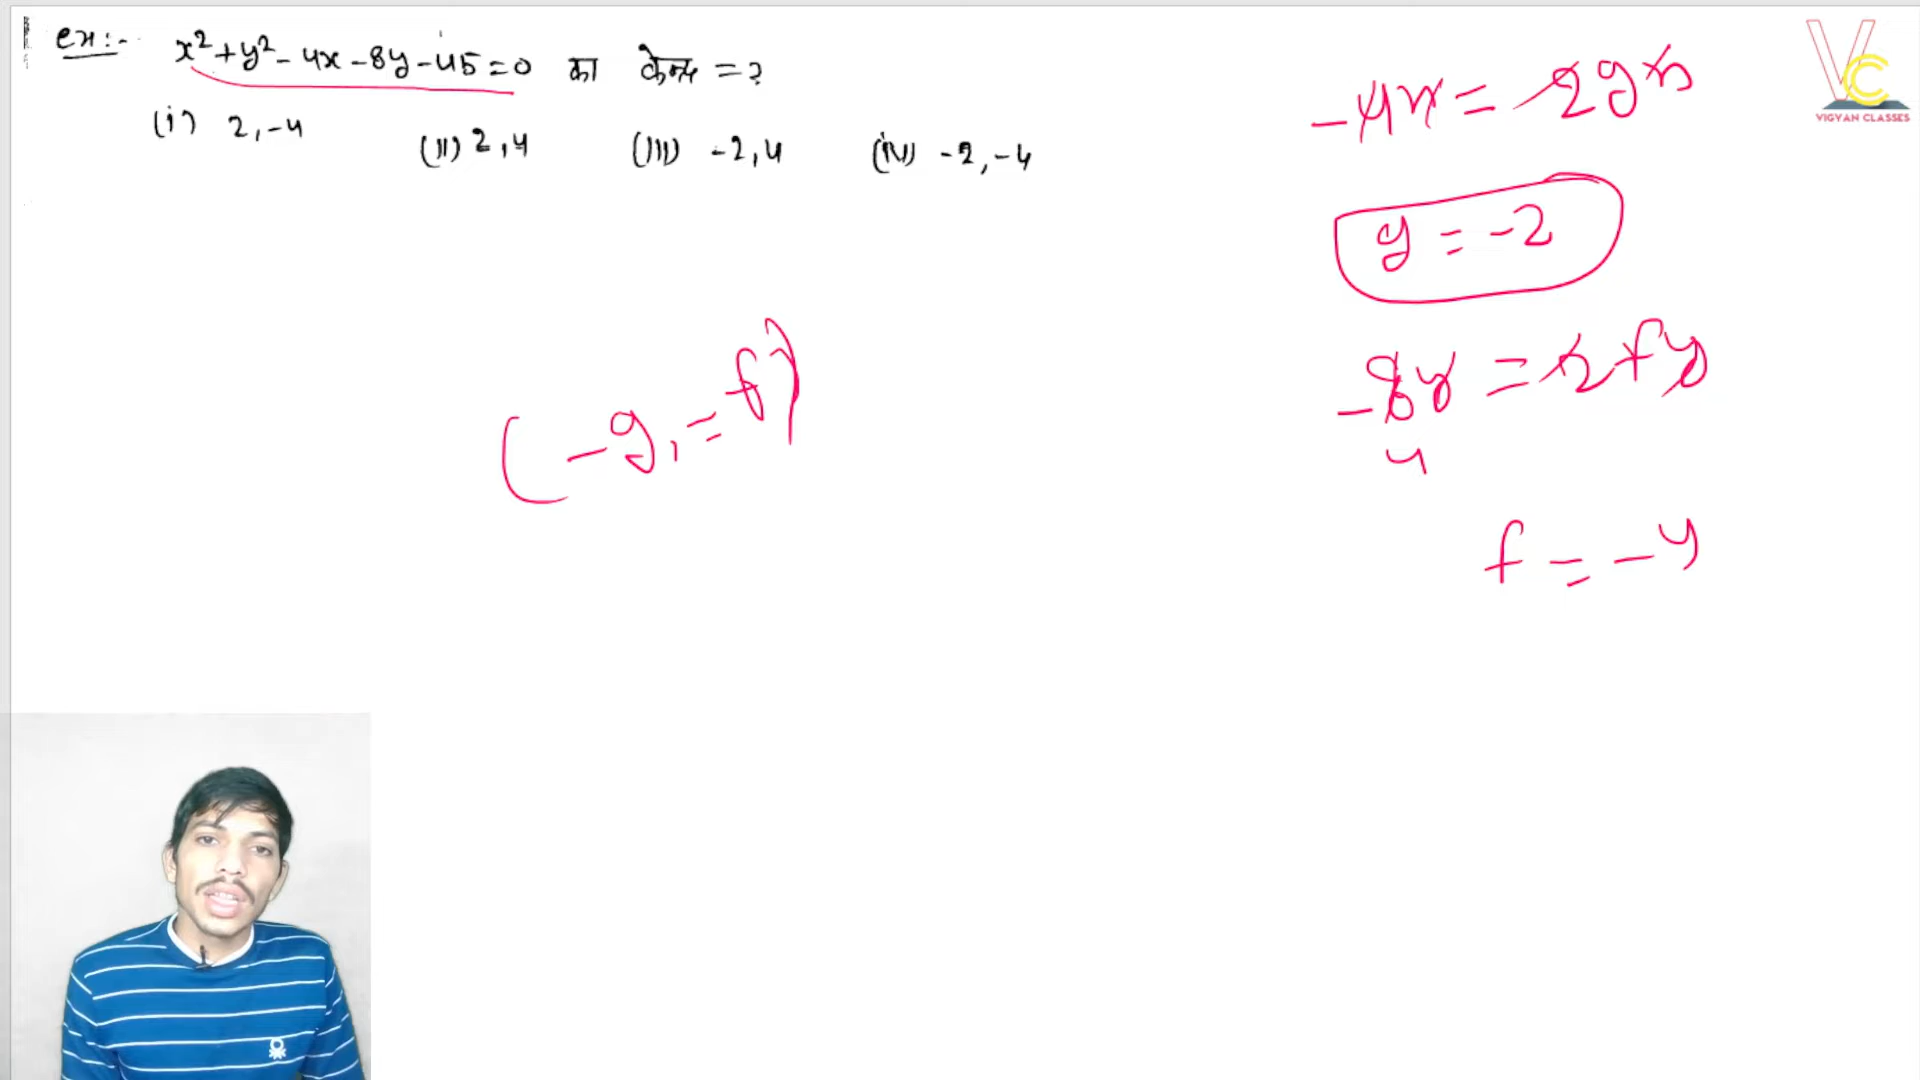 ex:- x²+y²-4x-8y-45=0 का केन्द्र =?
(i) 2,-4 (ii) 2,4 (iii) -2,4 (iv) -2,-4
-4x = 2gx
g = -2
-8y = 2fy
4
(-g,-f)
f = -4
VC
VIGYAN CLASSES